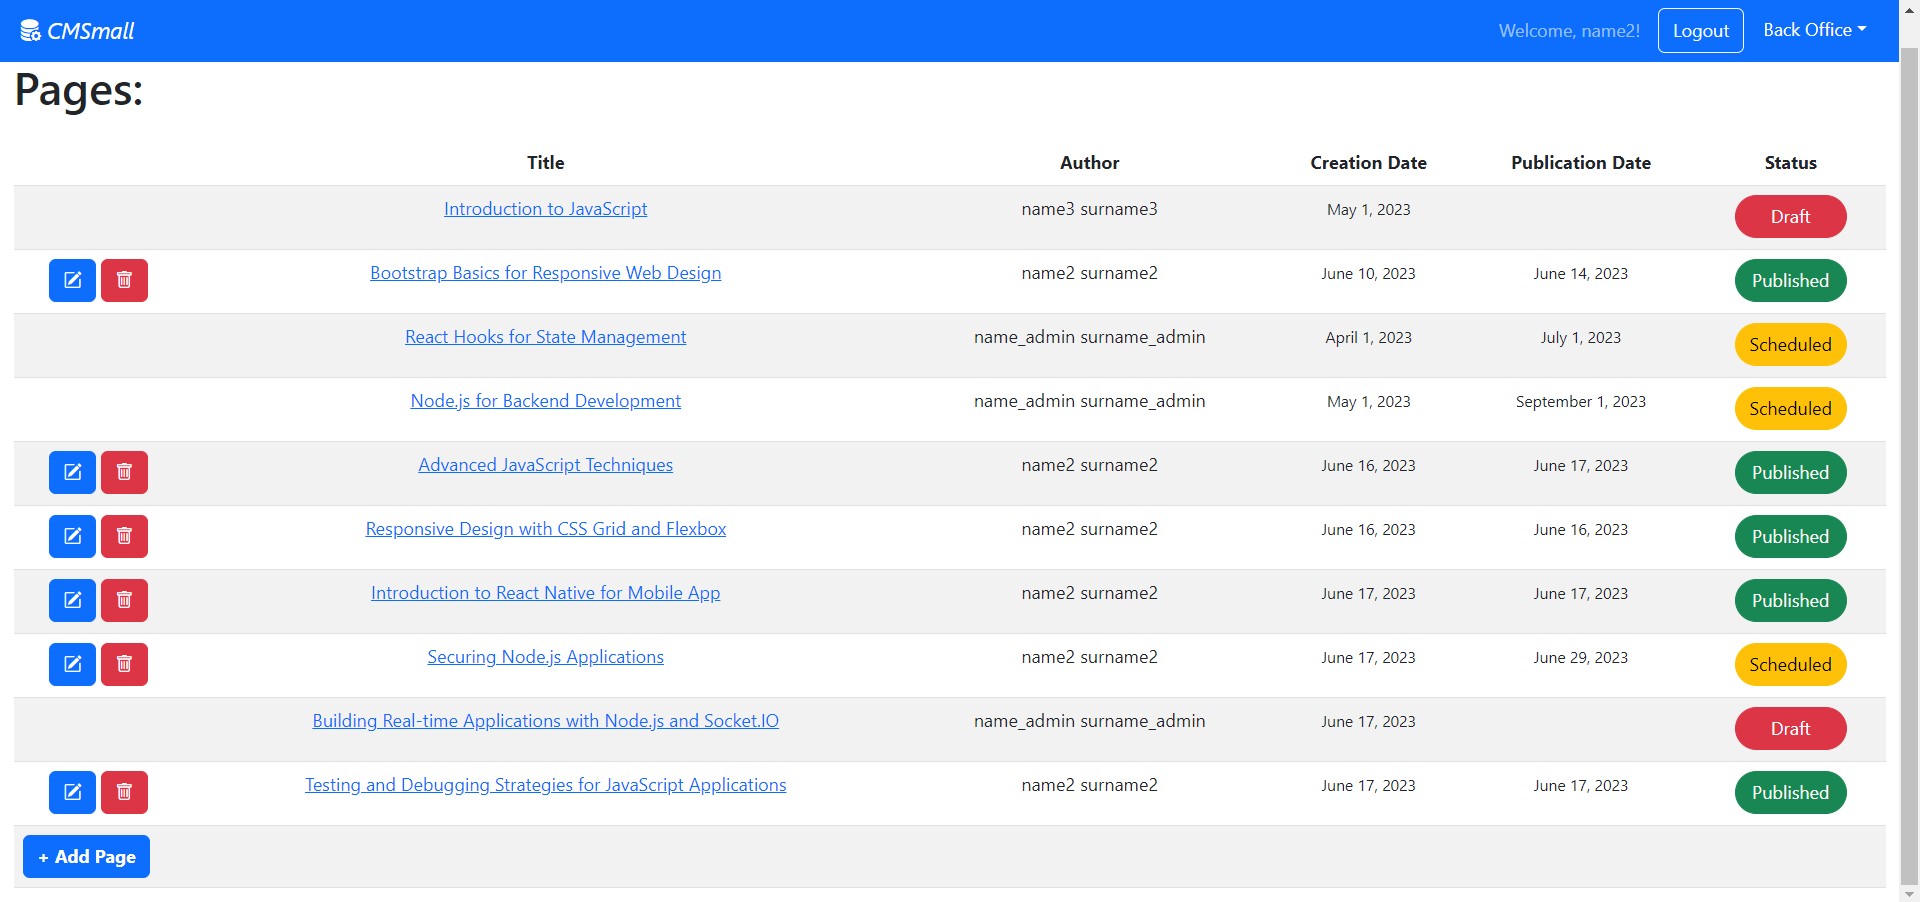 CMSmall Welcome, name2! Logout Back Office
Pages:
Title Author Creation Date Publication Date Status
Introduction to JavaScript name3 surname3 May 1, 2023 Draft
Bootstrap Basics for Responsive Web Design name2 surname2 June 10, 2023 June 14, 2023 Published
React Hooks for State Management name_admin surname_admin April 1, 2023 July 1, 2023 Scheduled
Node.js for Backend Development name_admin surname_admin May 1, 2023 September 1, 2023 Scheduled
Advanced JavaScript Techniques name2 surname2 June 16, 2023 June 17, 2023 Published
Responsive Design with CSS Grid and Flexbox name2 surname2 June 16, 2023 June 16, 2023 Published
Introduction to React Native for Mobile App name2 surname2 June 17, 2023 June 17, 2023 Published
Securing Node.js Applications name2 surname2 June 17, 2023 June 29, 2023 Scheduled
Building Real-time Applications with Node.js and Socket.IO name_admin surname_admin June 17, 2023 Draft
Testing and Debugging Strategies for JavaScript Applications name2 surname2 June 17, 2023 June 17, 2023 Published
+ Add Page